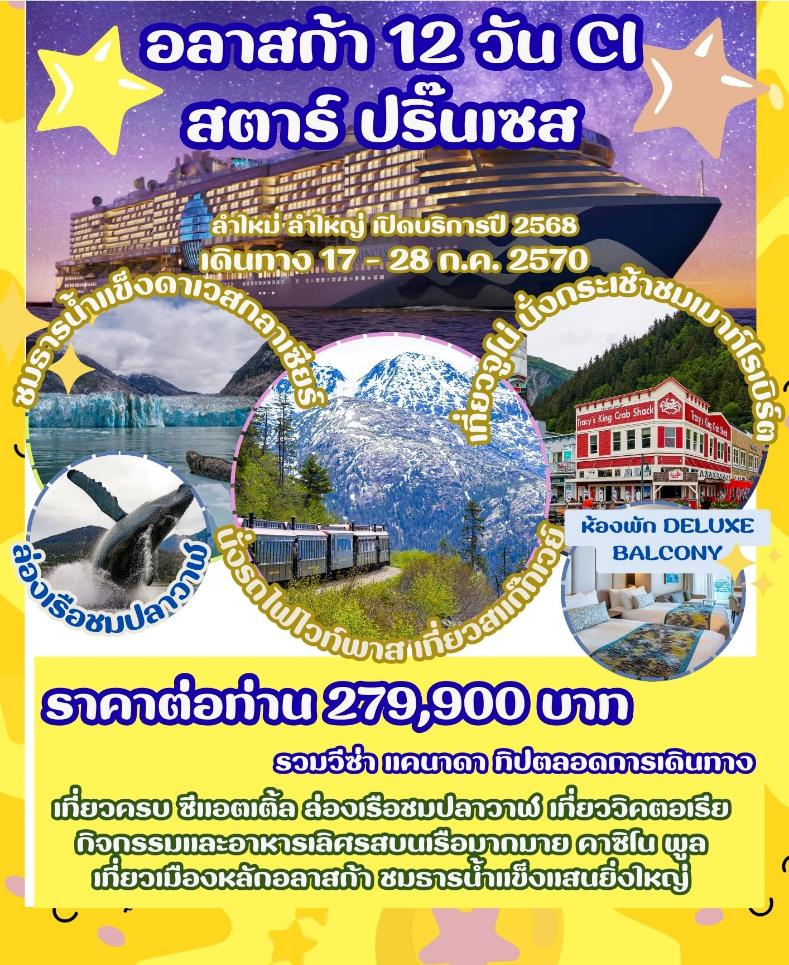 อลาสก้า 12 วัน CI
สตาร์ ปริ๊นเซส
ลำใหม่ ลำใหญ่ เปิดบริการปี 2568
เดินทาง 17 - 28 ก.ค. 2570
ชมธารน้ำแข็งดาเวสกลาเซียร์
เที่ยวจูโน่ นั่งกระเช้าชมเมาท์โรเบิร์ต
Tracy's King Crab Shack
Tracy's King Crab Shack
ล่องเรือชมปลาวาฬ
นั่งรถไฟไวท์พาส เที่ยวสแก๊กเวย์
ห้องพัก DELUXE
BALCONY
ราคาต่อท่าน 279,900 บาท
รวมวีซ่า แคนาดา ทิปตลอดการเดินทาง
เที่ยวครบ ซีแอตเติ้ล ล่องเรือชมปลาวาฬ เที่ยววิคตอเรีย
กิจกรรมและอาหารเลิศรสบนเรือมากมาย คาซิโน พูล
เที่ยวเมืองหลักอลาสก้า ชมธารน้ำแข็งแสนยิ่งใหญ่